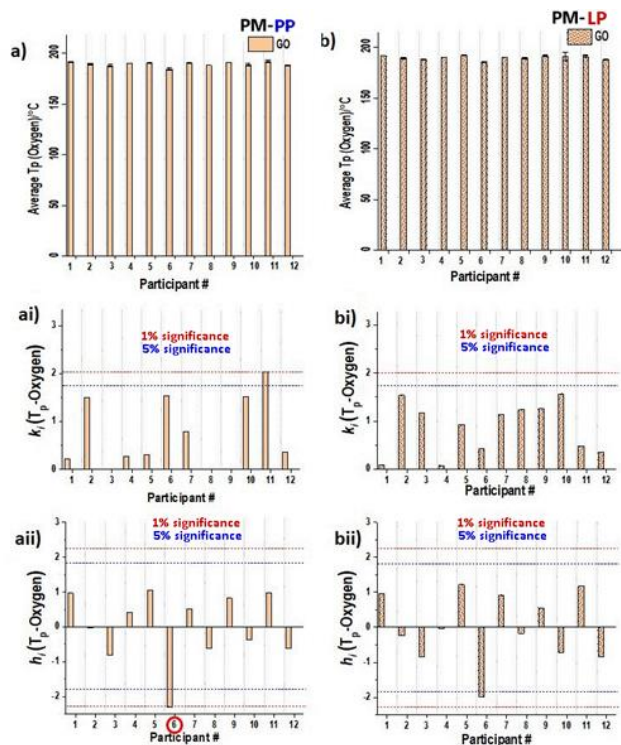 PM-PP
a)
GO
Average Tp (Oxygen)/°C
200
150
100
50
0
1 2 3 4 5 6 7 8 9 10 11 12
Participant #
PM-LP
b)
GO
Average Tp (Oxygen)/°C
200
150
100
50
0
1 2 3 4 5 6 7 8 9 10 11 12
Participant #
ai)
1% significance
5% significance
ki (Tp-Oxygen)
3
2
1
0
1 2 3 4 5 6 7 8 9 10 11 12
Participant #
bi)
1% significance
5% significance
ki (Tp-Oxygen)
3
2
1
0
1 2 3 4 5 6 7 8 9 10 11 12
Participant #
aii)
1% significance
5% significance
hi (Tp-Oxygen)
3
2
1
0
-1
-2
1 2 3 4 5 6 7 8 9 10 11 12
Participant #
bii)
1% significance
5% significance
hi (Tp-Oxygen)
3
2
1
0
-1
-2
1 2 3 4 5 6 7 8 9 10 11 12
Participant #